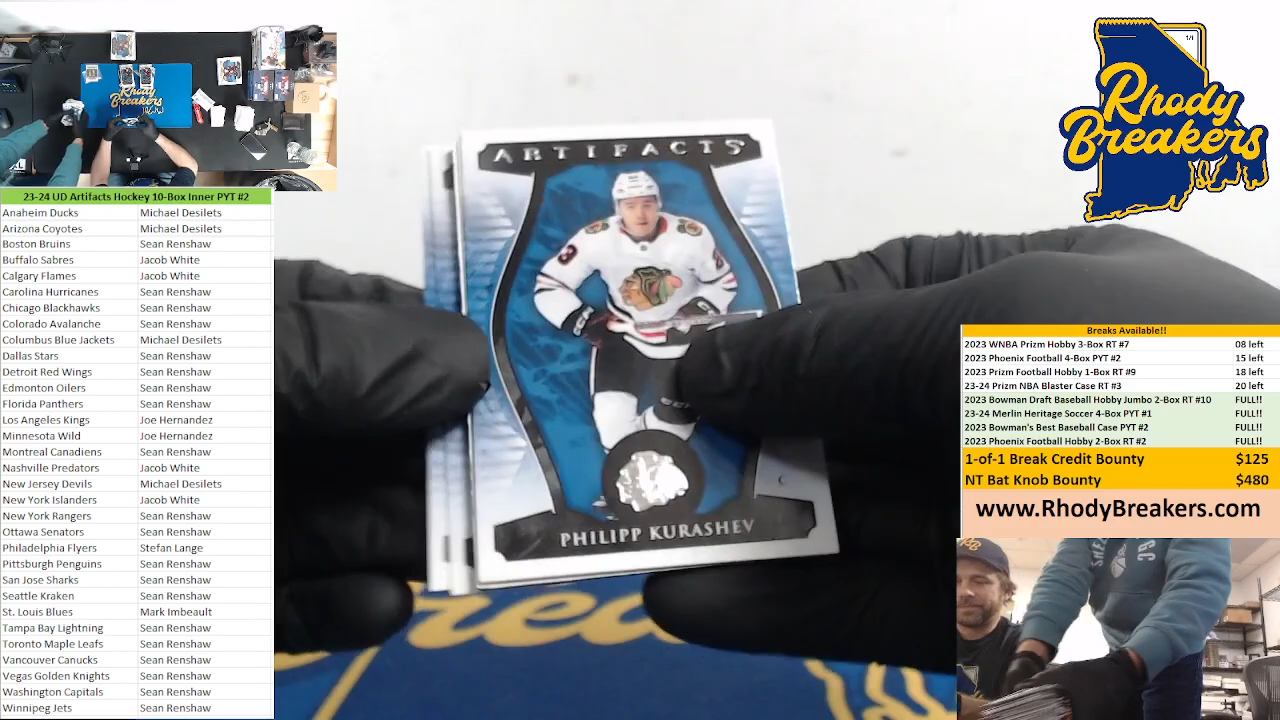 23-24 UD Artifacts Hockey 10-Box Inner PYT #2
Anaheim Ducks Michael Desilets
Arizona Coyotes Michael Desilets
Boston Bruins Sean Renshaw
Buffalo Sabres Jacob White
Calgary Flames Jacob White
Carolina Hurricanes Sean Renshaw
Chicago Blackhawks Sean Renshaw
Colorado Avalanche Sean Renshaw
Columbus Blue Jackets Michael Desilets
Dallas Stars Sean Renshaw
Detroit Red Wings Sean Renshaw
Edmonton Oilers Sean Renshaw
Florida Panthers Sean Renshaw
Los Angeles Kings Joe Hernandez
Minnesota Wild Joe Hernandez
Montreal Canadiens Sean Renshaw
Nashville Predators Jacob White
New Jersey Devils Michael Desilets
New York Islanders Jacob White
New York Rangers Sean Renshaw
Ottawa Senators Sean Renshaw
Philadelphia Flyers Stefan Lange
Pittsburgh Penguins Sean Renshaw
San Jose Sharks Sean Renshaw
Seattle Kraken Sean Renshaw
St. Louis Blues Mark Imbeault
Tampa Bay Lightning Sean Renshaw
Toronto Maple Leafs Sean Renshaw
Vancouver Canucks Sean Renshaw
Vegas Golden Knights Sean Renshaw
Washington Capitals Sean Renshaw
Winnipeg Jets Sean Renshaw
Rhody
Breakers
ARTIFACTS
PHILIPP KURASHEV
1/1
Rhody
Breakers
Breaks Available!!
2023 WNBA Prizm Hobby 3-Box RT #7 08 left
2023 Phoenix Football 4-Box PYT #2 15 left
2023 Prizm Football Hobby 1-Box RT #9 18 left
23-24 Prizm NBA Blaster Case RT #3 20 left
2023 Bowman Draft Baseball Hobby Jumbo 2-Box RT #10 FULL!!
23-24 Merlin Heritage Soccer 4-Box PYT #1 FULL!!
2023 Bowman's Best Baseball Case PYT #2 FULL!!
2023 Phoenix Football Hobby 2-Box RT #2 FULL!!
1-of-1 Break Credit Bounty $125
NT Bat Knob Bounty $480
www.RhodyBreakers.com